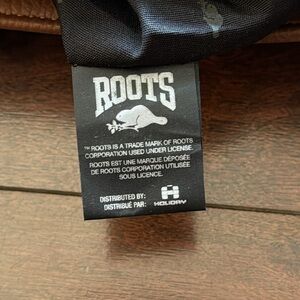 ROOTS
™ ROOTS IS A TRADE MARK OF ROOTS
CORPORATION USED UNDER LICENSE.
ROOTS EST UNE MARQUE DÉPOSÉE
DE ROOTS CORPORATION UTILISÉE
SOUS LICENCE.
DISTRIBUTED BY:
DISTRIBUÉ PAR:
HOLIDAY